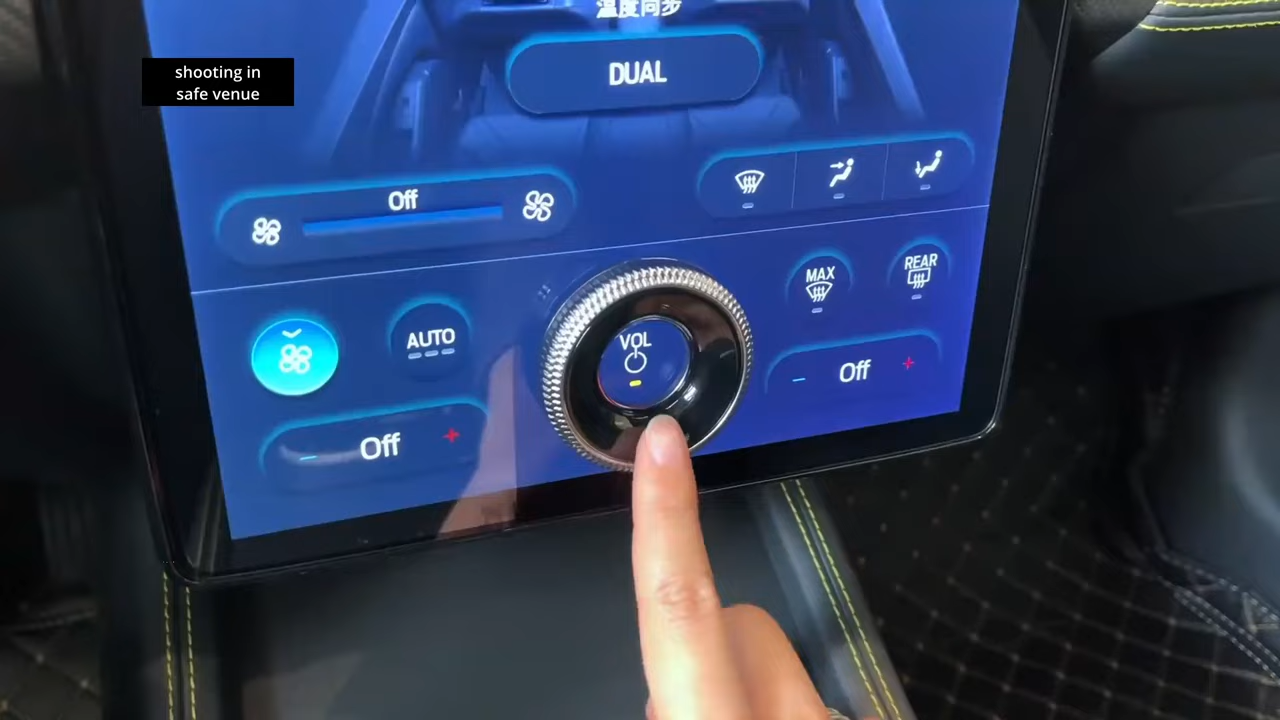 温度同步
shooting in
safe venue
DUAL
Off
MAX
REAR
AUTO
VOL
Off
Off